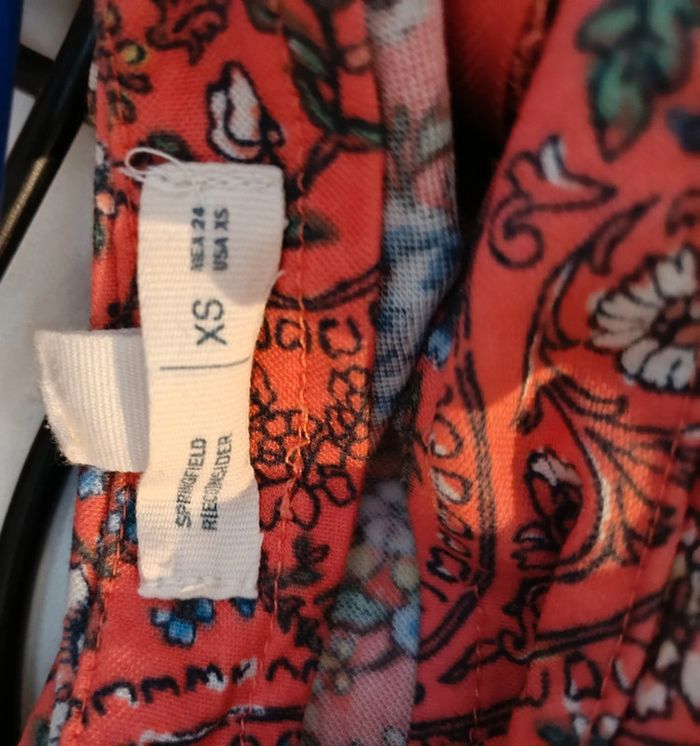 SPRINGFIELD
RECONSIDER
XS
MEX 24
USA XS